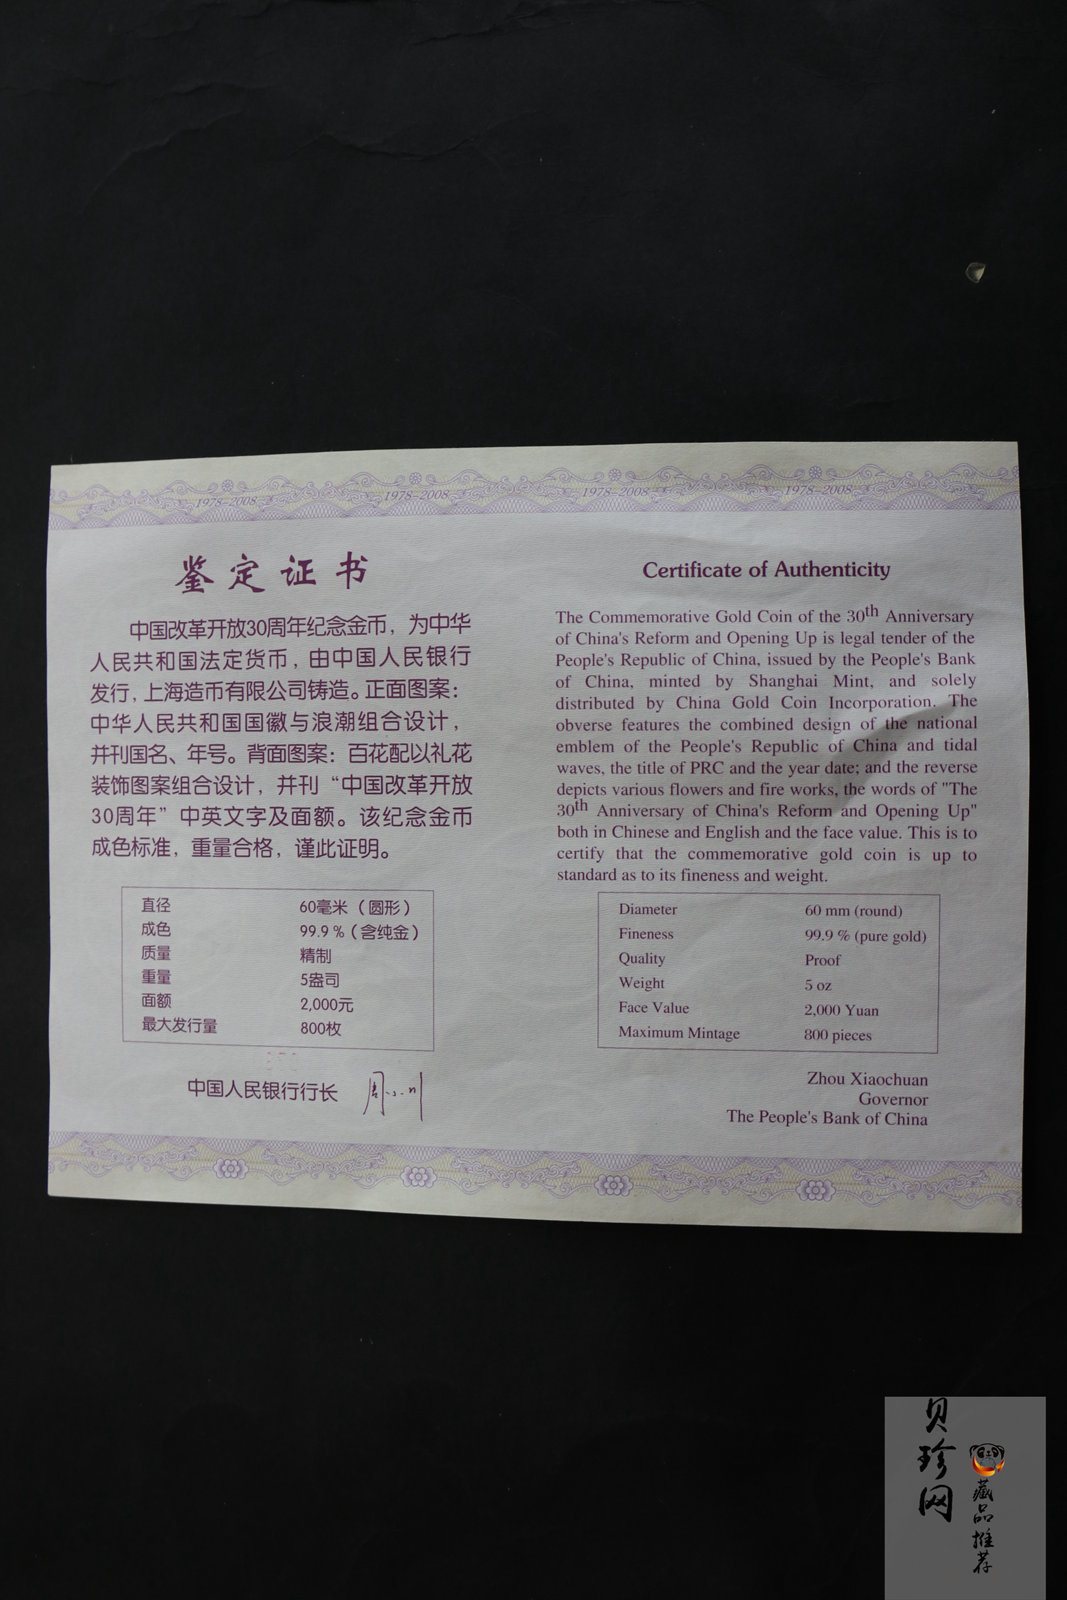 1978-2008 1978-2008 1978-2008 1978-2008
鉴定证书
中国改革开放30周年纪念金币，为中华
人民共和国法定货币，由中国人民银行
发行，上海造币有限公司铸造。正面图案：
中华人民共和国国徽与浪潮组合设计，
并刊国名、年号。背面图案：百花配以礼花
装饰图案组合设计，并刊“中国改革开放
30周年”中英文字及面额。该纪念金币
成色标准，重量合格，谨此证明。
直径 60毫米（圆形）
成色 99.9％（含纯金）
质量 精制
重量 5盎司
面额 2,000元
最大发行量 800枚
中国人民银行行长 周小川
Certificate of Authenticity
The Commemorative Gold Coin of the 30th Anniversary
of China's Reform and Opening Up is legal tender of the
People's Republic of China, issued by the People's Bank
of China, minted by Shanghai Mint, and solely
distributed by China Gold Coin Incorporation. The
obverse features the combined design of the national
emblem of the People's Republic of China and tidal
waves, the title of PRC and the year date; and the reverse
depicts various flowers and fire works, the words of "The
30th Anniversary of China's Reform and Opening Up"
both in Chinese and English and the face value. This is to
certify that the commemorative gold coin is up to
standard as to its fineness and weight.
Diameter 60 mm (round)
Fineness 99.9 % (pure gold)
Quality Proof
Weight 5 oz
Face Value 2,000 Yuan
Maximum Mintage 800 pieces
Zhou Xiaochuan
Governor
The People's Bank of China
贝珍网
藏品推荐